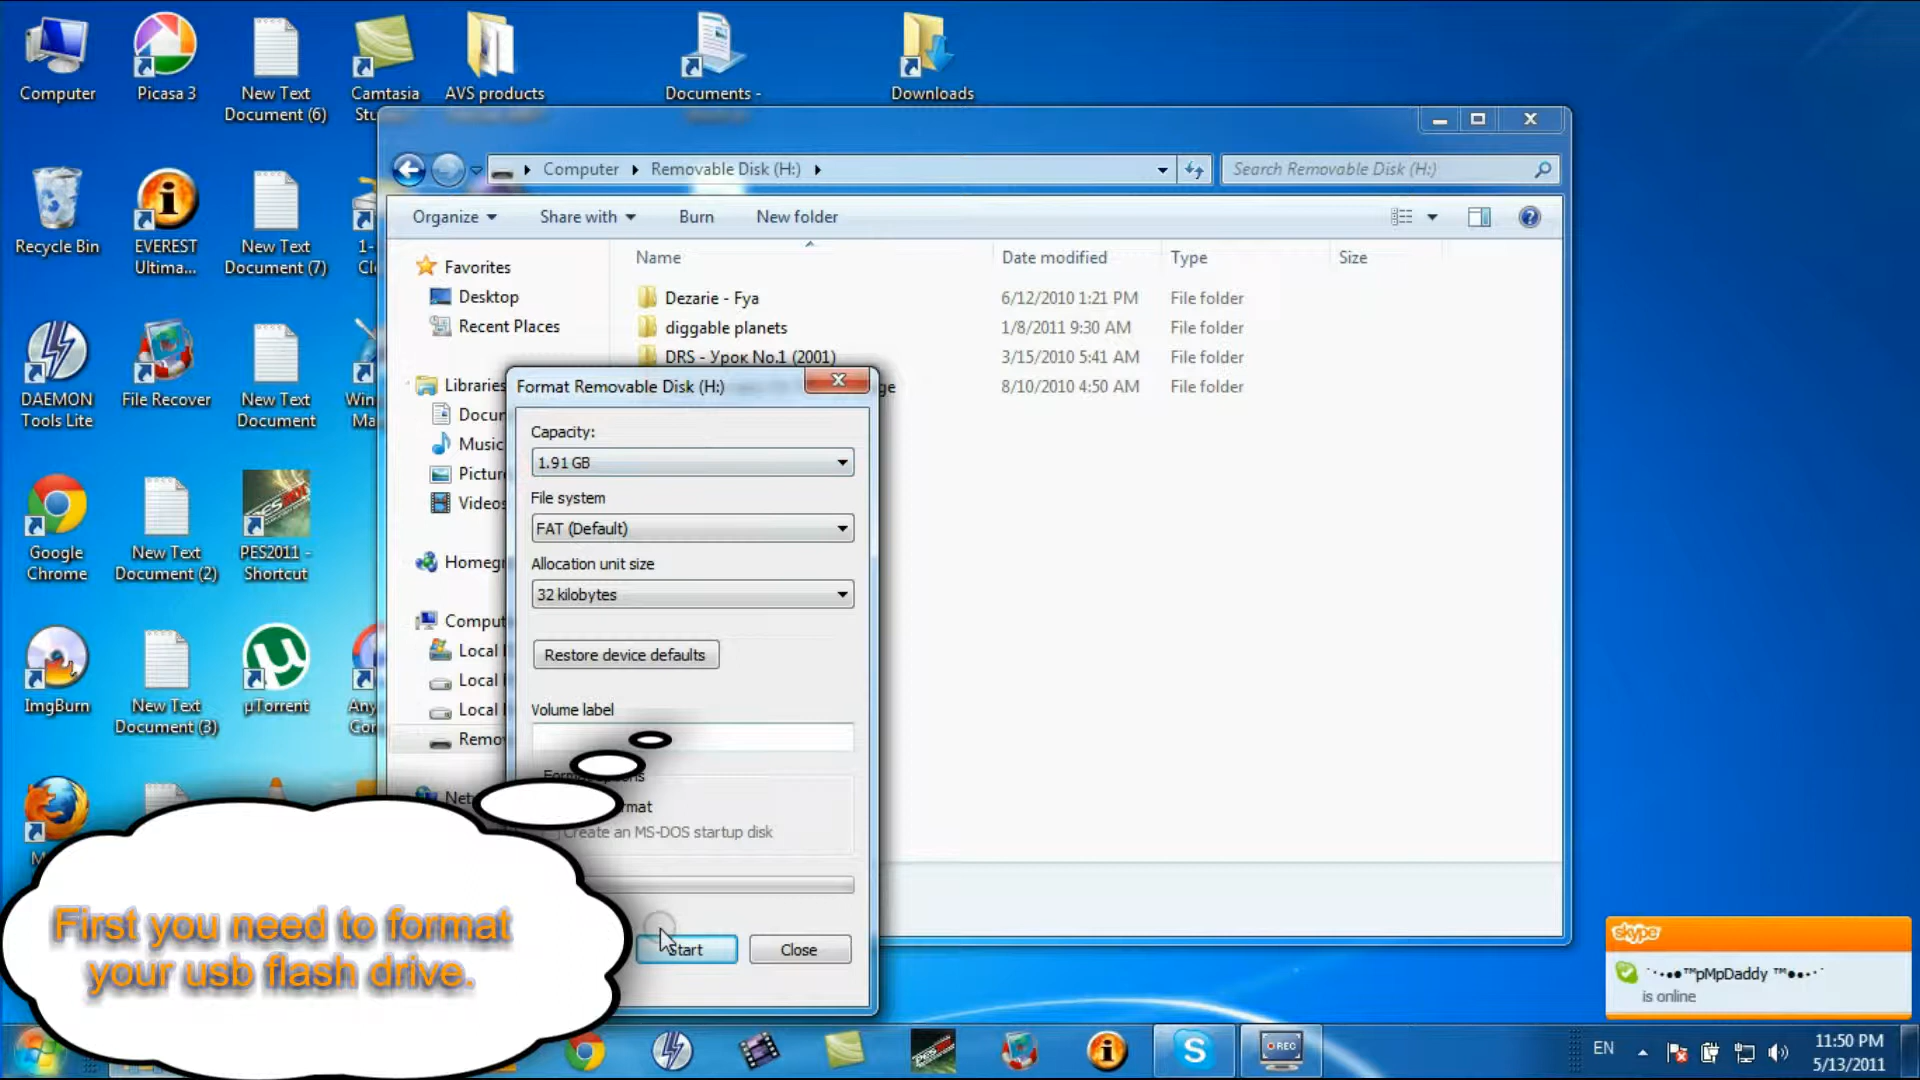 Computer
Picasa 3
New Text
Document (6)
Camtasia
Stu
AVS products
Documents -
Downloads
Computer
Removable Disk (H:)
Search Removable Disk (H:)
Organize
Share with
Burn
New folder
Recycle Bin
EVEREST
Ultima...
New Text
Document (7)
1-
Cl
Favorites
Desktop
Recent Places
Name
Date modified
Type
Size
Dezarie - Fya
6/12/2010 1:21 PM
File folder
diggable planets
1/8/2011 9:30 AM
File folder
DRS - Урок No.1 (2001)
3/15/2010 5:41 AM
File folder
ge
8/10/2010 4:50 AM
File folder
DAEMON
Tools Lite
File Recover
New Text
Document
Win
Ma
Libraries
Docun
Music
Pictur
Videos
Homegr
Comput
Local
Local
Local
Remo
Net
Format Removable Disk (H:)
Capacity:
1.91 GB
File system
FAT (Default)
Allocation unit size
32 kilobytes
Restore device defaults
Volume label
rmat
Create an MS-DOS startup disk
Start
Close
Google
Chrome
New Text
Document (2)
PES2011 -
Shortcut
ImgBurn
New Text
Document (3)
µTorrent
Any
Con
M
First you need to format
your usb flash drive.
skype
™pMpDaddy ™
is online
REC
EN
11:50 PM
5/13/2011